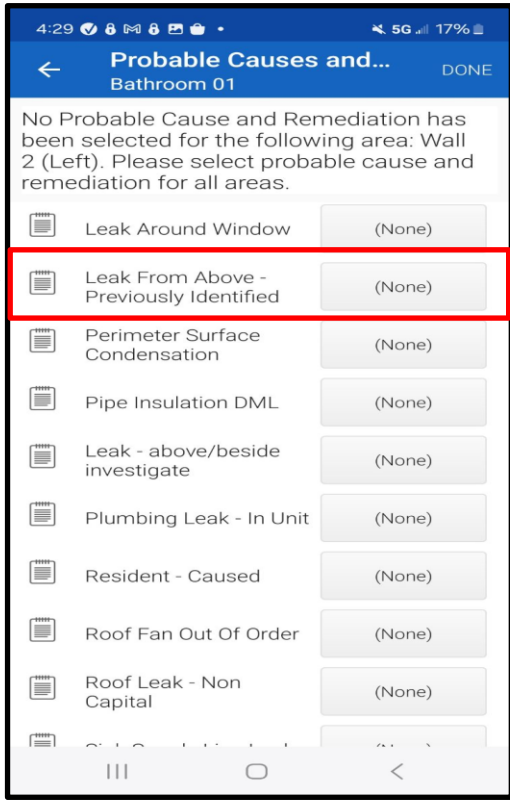 4:29 5G 17%
Probable Causes and...
DONE
Bathroom 01
No Probable Cause and Remediation has
been selected for the following area: Wall
2 (Left). Please select probable cause and
remediation for all areas.
Leak Around Window (None)
Leak From Above -
Previously Identified (None)
Perimeter Surface
Condensation (None)
Pipe Insulation DML (None)
Leak - above/beside
investigate (None)
Plumbing Leak - In Unit (None)
Resident - Caused (None)
Roof Fan Out Of Order (None)
Roof Leak - Non
Capital (None)